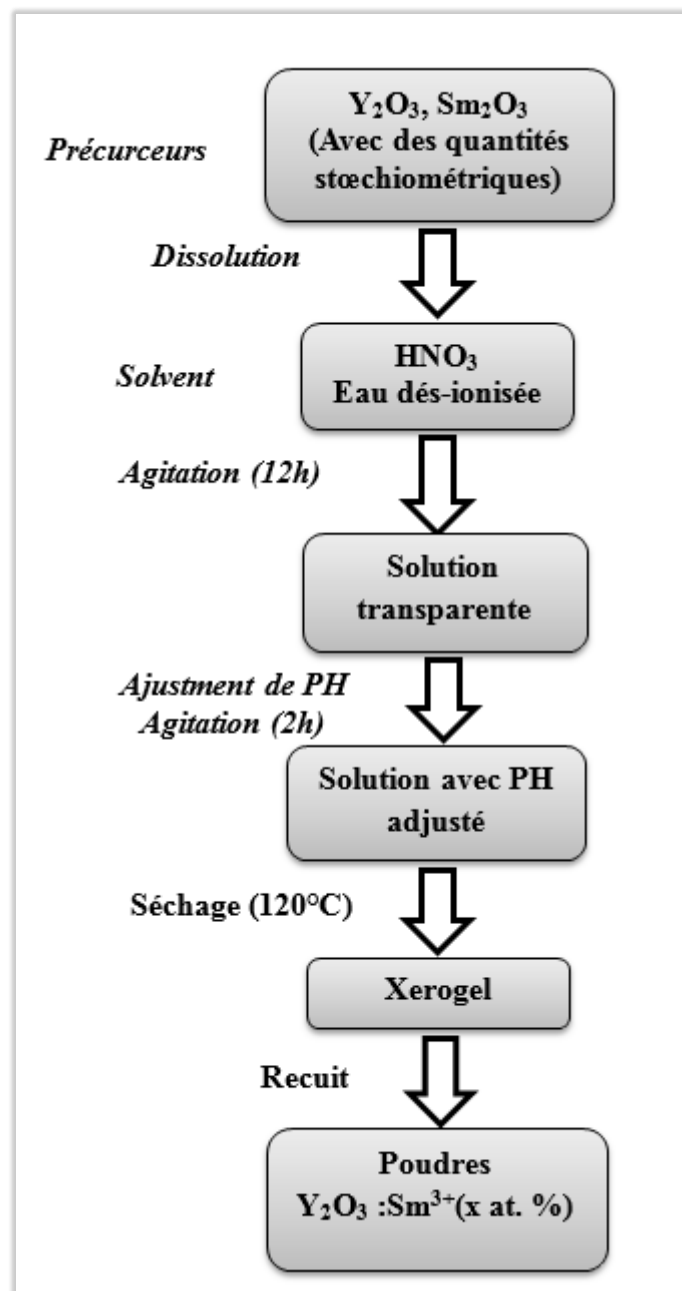 Y₂O₃, Sm₂O₃
(Avec des quantités
stœchiométriques)
Précurceurs
Dissolution
HNO₃
Eau dés-ionisée
Solvent
Agitation (12h)
Solution
transparente
Ajustment de PH
Agitation (2h)
Solution avec PH
adjusté
Séchage (120°C)
Xerogel
Recuit
Poudres
Y₂O₃ :Sm³⁺(x at. %)